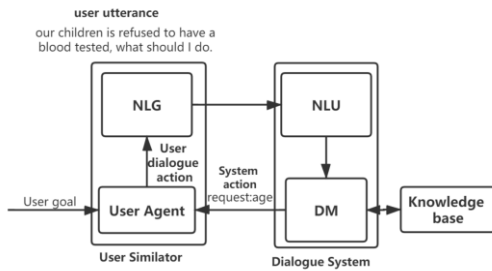 user utterance
our children is refused to have a
blood tested, what should I do.
NLG
NLU
User
dialogue
action
System
action
request:age
User goal
User Agent
DM
Knowledge
base
User Similator
Dialogue System